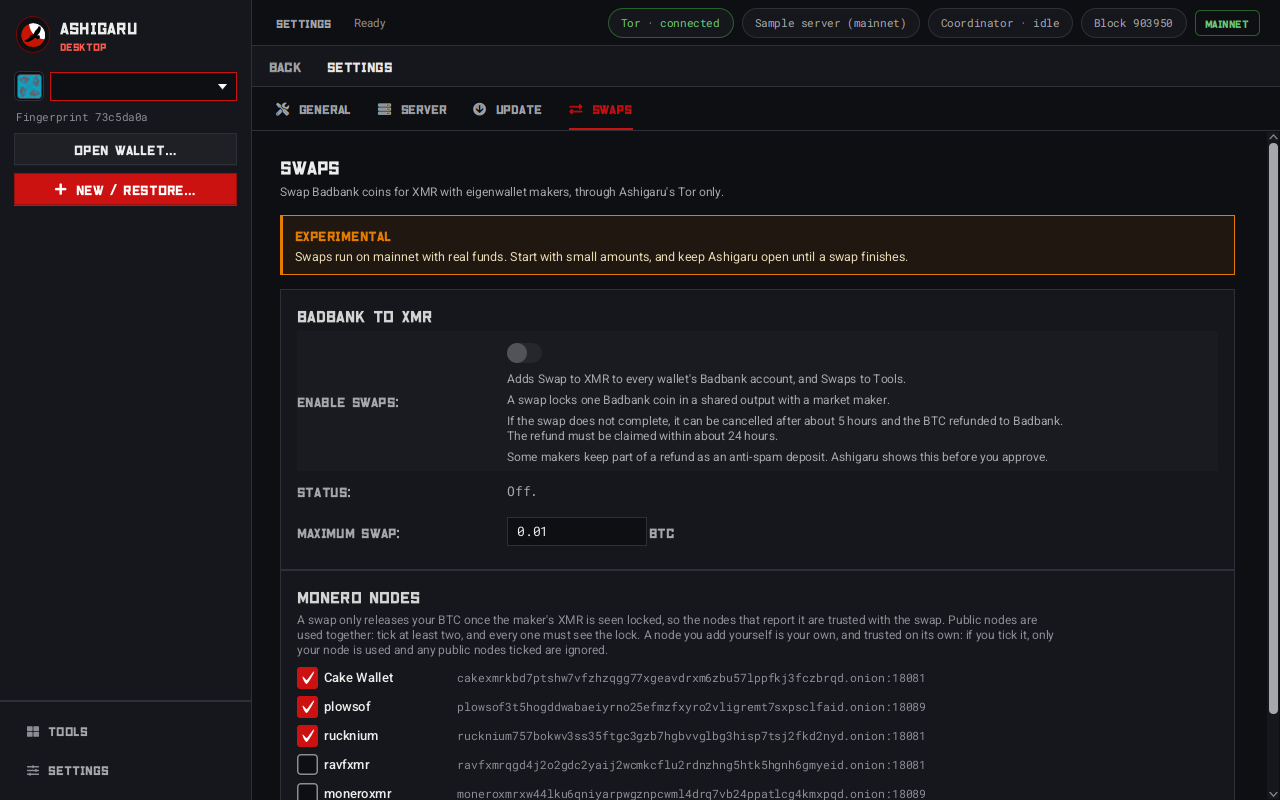 ASHIGARU
DESKTOP
Fingerprint 73c5da0a
OPEN WALLET...
+ NEW / RESTORE...
TOOLS
SETTINGS
SETTINGS Ready Tor · connected Sample server (mainnet) Coordinator · idle Block 903950 MAINNET
BACK SETTINGS
GENERAL SERVER UPDATE SWAPS
SWAPS
Swap Badbank coins for XMR with eigenwallet makers, through Ashigaru's Tor only.
EXPERIMENTAL
Swaps run on mainnet with real funds. Start with small amounts, and keep Ashigaru open until a swap finishes.
BADBANK TO XMR
ENABLE SWAPS:
Adds Swap to XMR to every wallet's Badbank account, and Swaps to Tools.
A swap locks one Badbank coin in a shared output with a market maker.
If the swap does not complete, it can be cancelled after about 5 hours and the BTC refunded to Badbank.
The refund must be claimed within about 24 hours.
Some makers keep part of a refund as an anti-spam deposit. Ashigaru shows this before you approve.
STATUS: Off.
MAXIMUM SWAP: 0.01 BTC
MONERO NODES
A swap only releases your BTC once the maker's XMR is seen locked, so the nodes that report it are trusted with the swap. Public nodes are
used together: tick at least two, and every one must see the lock. A node you add yourself is your own, and trusted on its own: if you tick it, only
your node is used and any public nodes ticked are ignored.
Cake Wallet cakexmrkbd7ptshw7vfzhzqgg77xgeavdrxm6zbu57lppfkj3fczbrqd.onion:18081
plowsof plowsof3t5hogddwabaeiyrno25efmzfxyro2vligremt7sxpsclfaid.onion:18089
rucknium rucknium757bokwv3ss35ftgc3gzb7hgbvvglbg3hisp7tsj2fkd2nyd.onion:18081
ravfxmr ravfxmrqgd4j2o2gdc2yaij2wcmkcflu2rdnzhng5htk5hgnh6gmyeid.onion:18081
moneroxmr moneroxmrxw44lku6qniyarpwgznpcwml4drq7vb24ppatlcg4kmxpqd.onion:18089